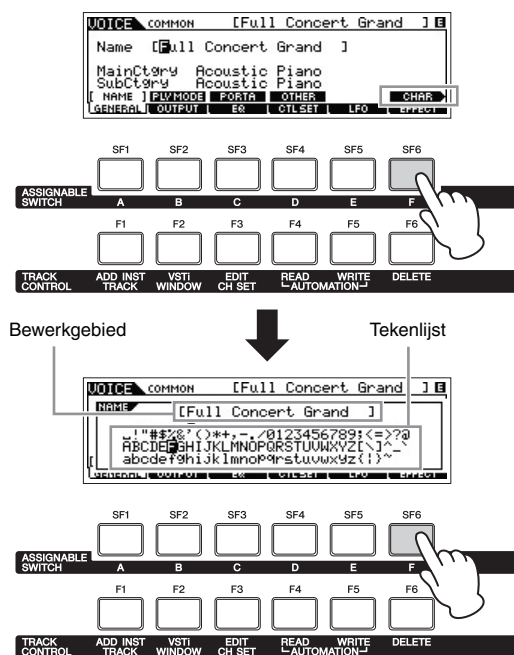 VOICE COMMON [Full Concert Grand ] E
Name [Full Concert Grand ]
MainCtgry Acoustic Piano
SubCtgry Acoustic Piano
[ NAME ] PLY MODE PORTA OTHER CHAR
GENERAL OUTPUT EQ CTL SET LFO EFFECT
SF1 SF2 SF3 SF4 SF5 SF6
ASSIGNABLE SWITCH A B C D E F
F1 F2 F3 F4 F5 F6
TRACK CONTROL ADD INST TRACK VSTi WINDOW EDIT CH SET READ WRITE AUTOMATION DELETE
Bewerkgebied Tekenlijst
VOICE COMMON [Full Concert Grand ] E
NAME
[Full Concert Grand ]
␣!"#$%&'()*+,-./0123456789:;<=>?@
ABCDEFGHIJKLMNOPQRSTUVWXYZ[\]^_`
abcdefghijklmnopqrstuvwxyz{|}~
GENERAL OUTPUT EQ CTL SET LFO EFFECT
SF1 SF2 SF3 SF4 SF5 SF6
ASSIGNABLE SWITCH A B C D E F
F1 F2 F3 F4 F5 F6
TRACK CONTROL ADD INST TRACK VSTi WINDOW EDIT CH SET READ WRITE AUTOMATION DELETE